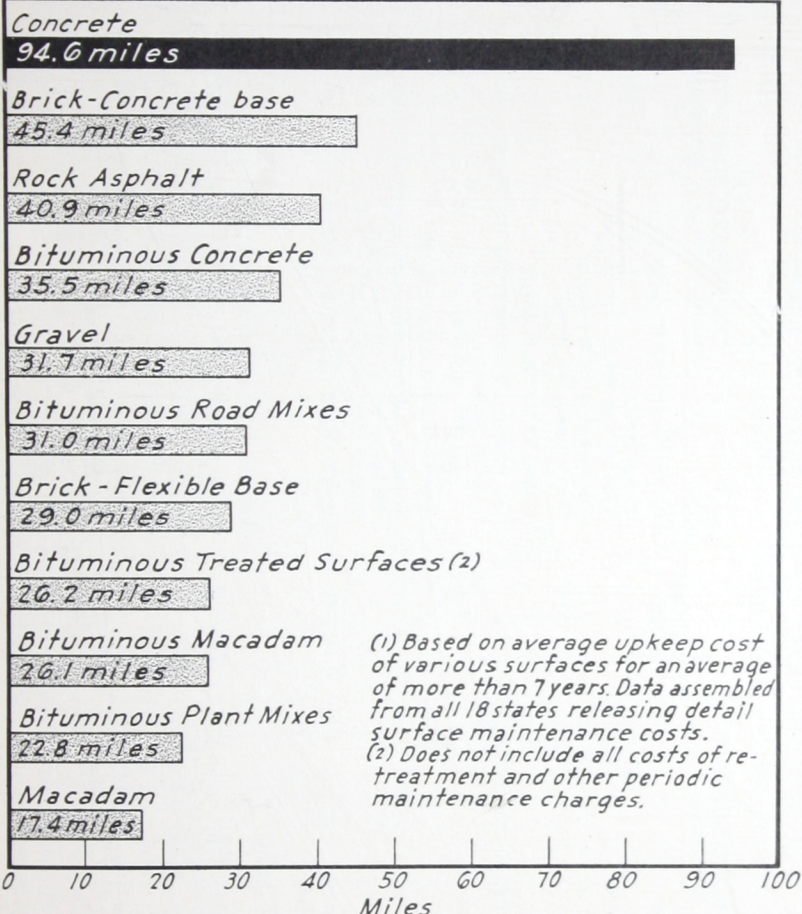 Concrete
94.6 miles
Brick-Concrete base
45.4 miles
Rock Asphalt
40.9 miles
Bituminous Concrete
35.5 miles
Gravel
31.7 miles
Bituminous Road Mixes
31.0 miles
Brick-Flexible Base
29.0 miles
Bituminous Treated Surfaces (2)
26.2 miles
Bituminous Macadam
26.1 miles
Bituminous Plant Mixes
22.8 miles
Macadam
17.4 miles
(1) Based on average upkeep cost
of various surfaces for an average
of more than 7 years. Data assembled
from all 18 states releasing detail
surface maintenance costs.
(2) Does not include all costs of re-
treatment and other periodic
maintenance charges.
0 10 20 30 40 50 60 70 80 90 100
Miles